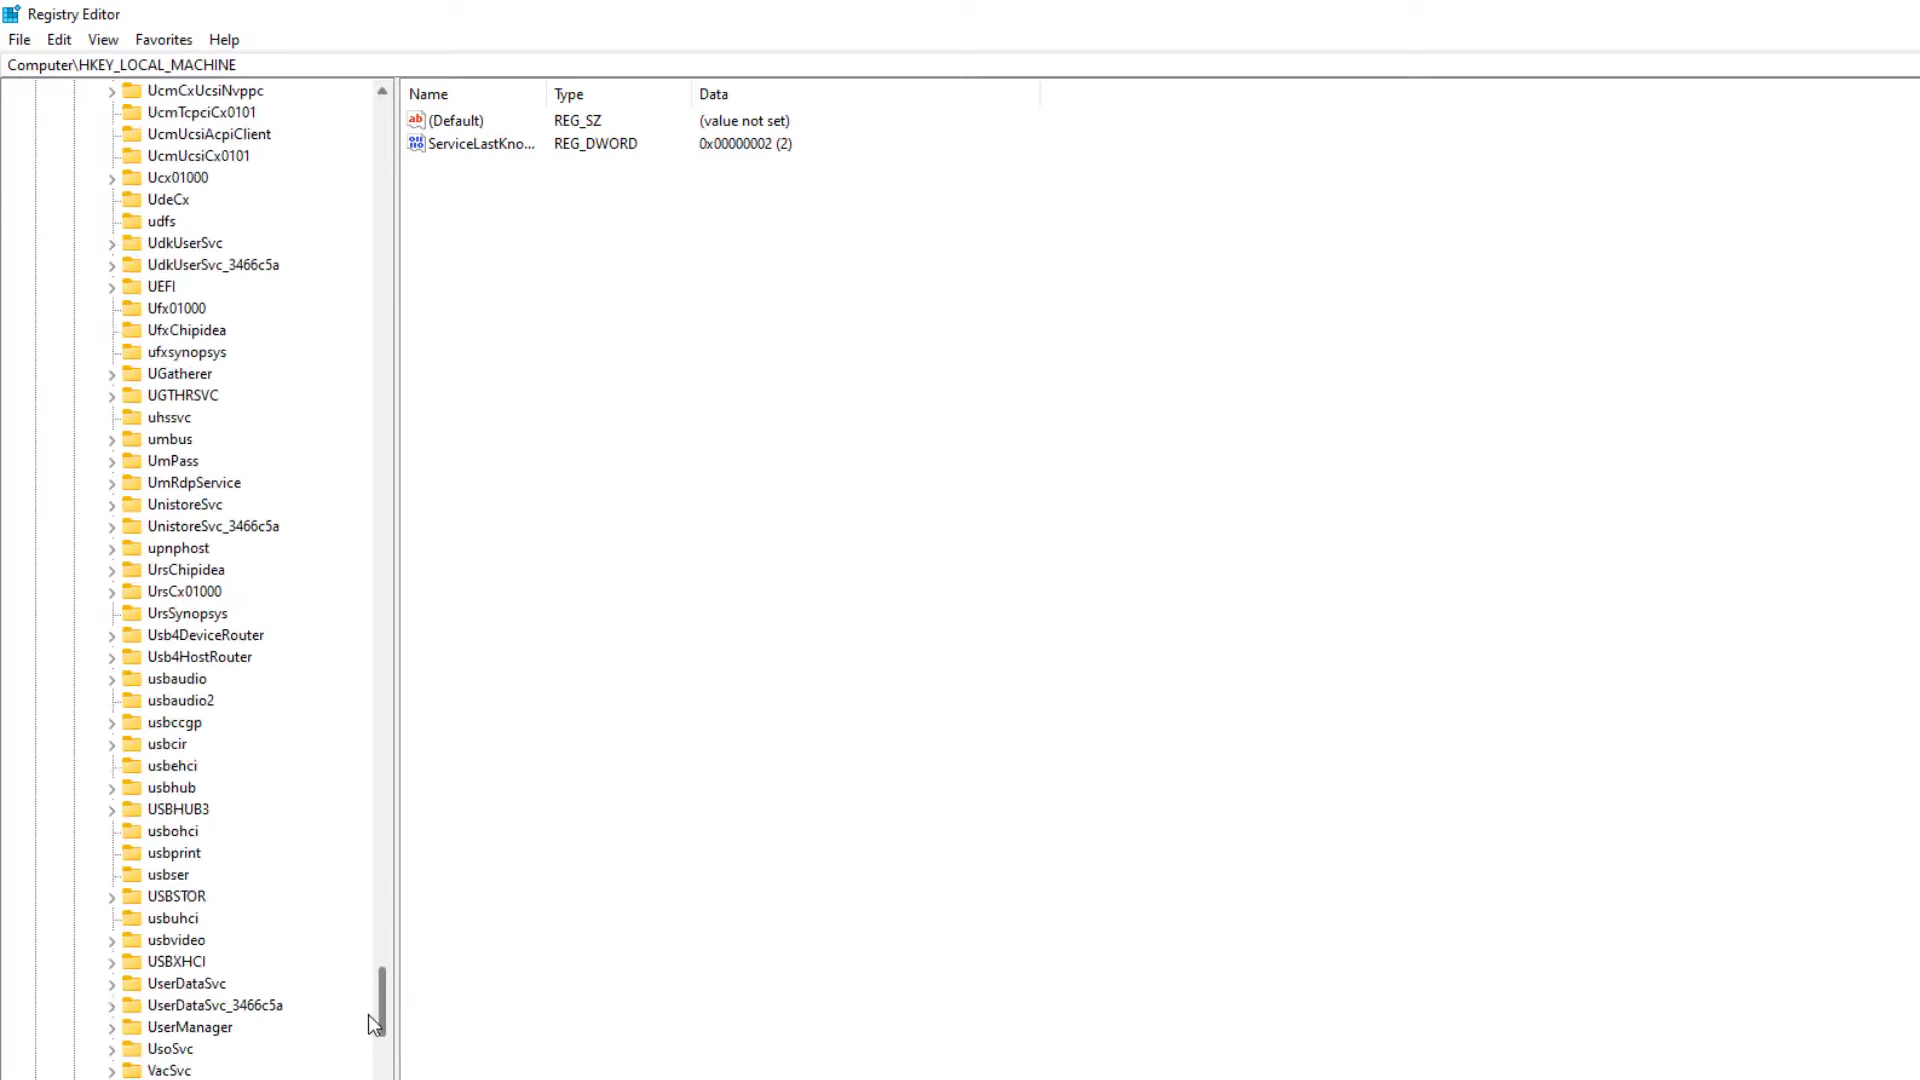 Registry Editor
File Edit View Favorites Help
Computer\HKEY_LOCAL_MACHINE
UcmCxUcsiNvppc
UcmTcpciCx0101
UcmUcsiAcpiClient
UcmUcsiCx0101
Ucx01000
UdeCx
udfs
UdkUserSvc
UdkUserSvc_3466c5a
UEFI
Ufx01000
UfxChipidea
ufxsynopsys
UGatherer
UGTHRSVC
uhssvc
umbus
UmPass
UmRdpService
UnistoreSvc
UnistoreSvc_3466c5a
upnphost
UrsChipidea
UrsCx01000
UrsSynopsys
Usb4DeviceRouter
Usb4HostRouter
usbaudio
usbaudio2
usbccgp
usbcir
usbehci
usbhub
USBHUB3
usbohci
usbprint
usbser
USBSTOR
usbuhci
usbvideo
USBXHCI
UserDataSvc
UserDataSvc_3466c5a
UserManager
UsoSvc
VacSvc
Name Type Data
(Default) REG_SZ (value not set)
ServiceLastKno... REG_DWORD 0x00000002 (2)